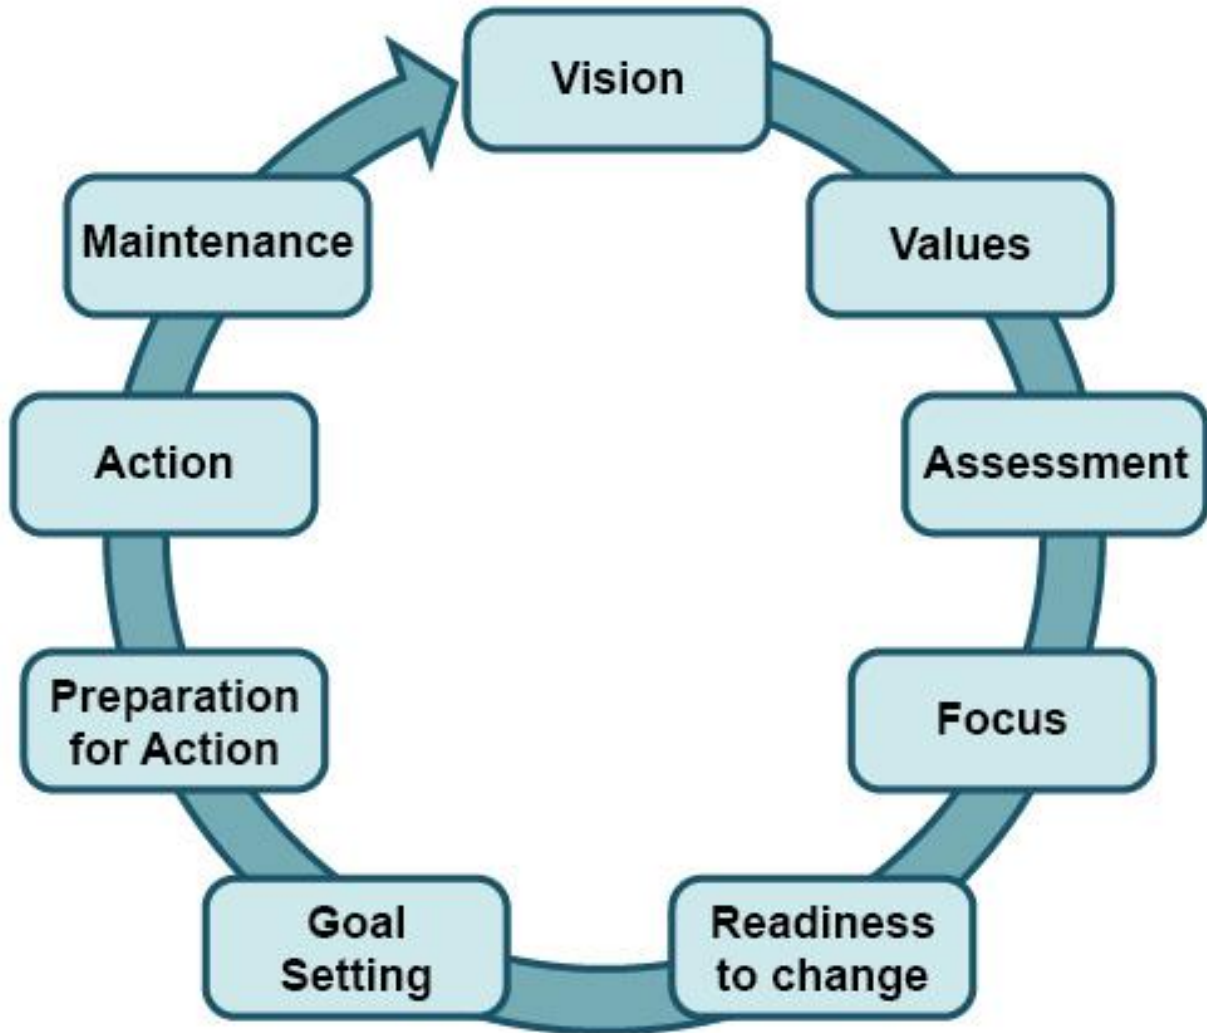 Vision
Values
Assessment
Focus
Readiness
to change
Goal
Setting
Preparation
for Action
Action
Maintenance